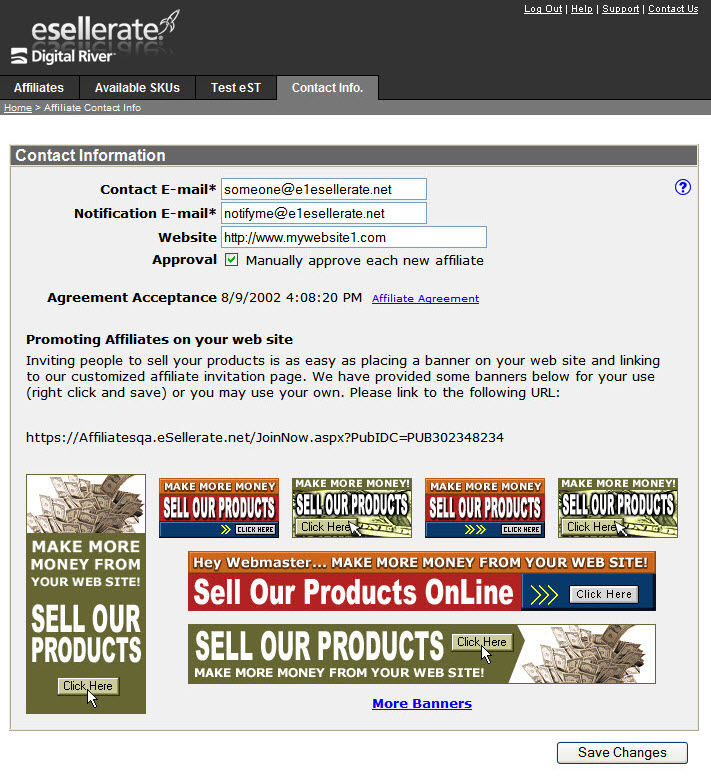 Log Out | Help | Support | Contact Us
esellerate.
Digital River
Affiliates
Available SKUs
Test eST
Contact Info.
Home > Affiliate Contact Info
Contact Information
Contact E-mail* someone@e1esellerate.net
?
Notification E-mail* notifyme@e1esellerate.net
Website http://www.mywebsite1.com
Approval Manually approve each new affiliate
Agreement Acceptance 8/9/2002 4:08:20 PM Affiliate Agreement
Promoting Affiliates on your web site
Inviting people to sell your products is as easy as placing a banner on your web site and linking
to our customized affiliate invitation page. We have provided some banners below for your use
(right click and save) or you may use your own. Please link to the following URL:
https://Affiliatesqa.eSellerate.net/JoinNow.aspx?PubIDC=PUB302348234
MAKE MORE
MONEY FROM
YOUR WEB SITE!
SELL OUR
PRODUCTS
Click Here
MAKE MORE MONEY
SELL OUR PRODUCTS
>> CLICK HERE
MAKE MORE MONEY!
SELL OUR PRODUCTS
Click Here
MAKE MORE MONEY
SELL OUR PRODUCTS
>>> CLICK HERE
MAKE MORE MONEY!
SELL OUR PRODUCTS
Click Here
Hey Webmaster... MAKE MORE MONEY FROM YOUR WEB SITE!
Sell Our Products OnLine >>> Click Here
SELL OUR PRODUCTS Click Here
MAKE MORE MONEY FROM YOUR WEB SITE!
More Banners
Save Changes